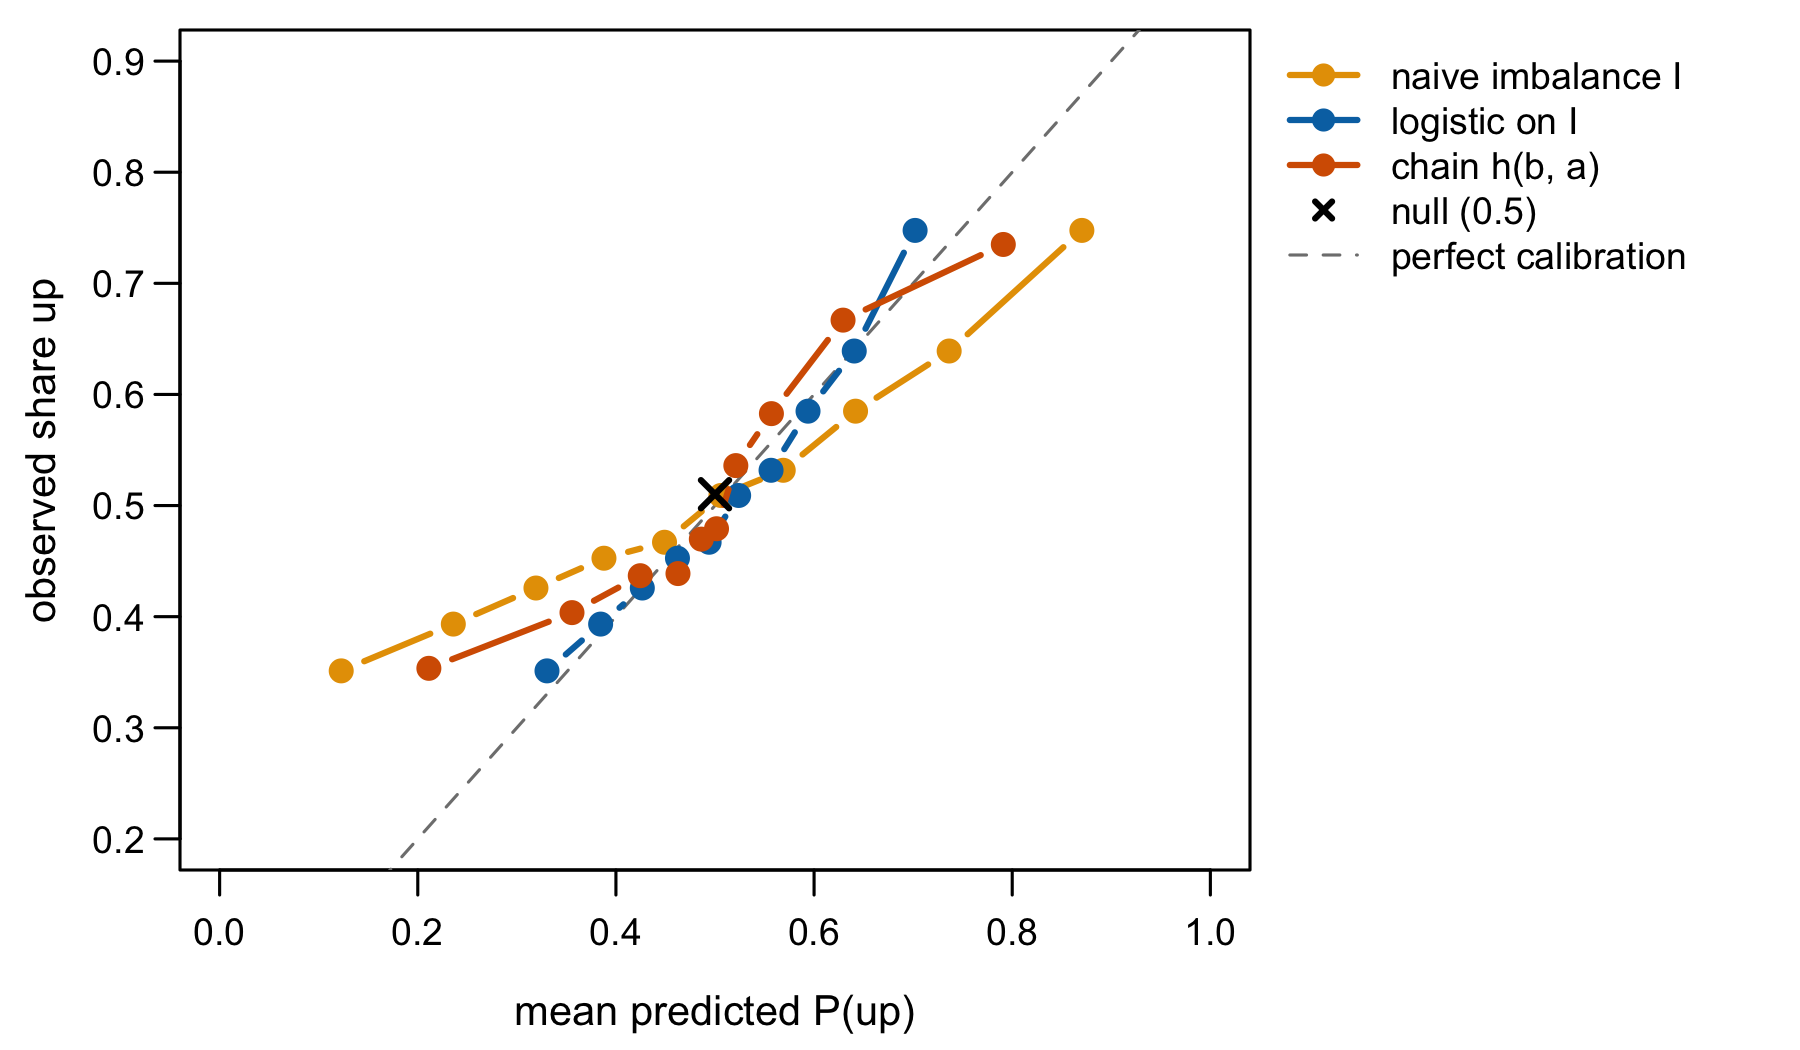 0.9
0.8
0.7
0.6
0.5
0.4
0.3
0.2
observed share up
0.0 0.2 0.4 0.6 0.8 1.0
mean predicted P(up)
naive imbalance I
logistic on I
chain h(b, a)
null (0.5)
perfect calibration